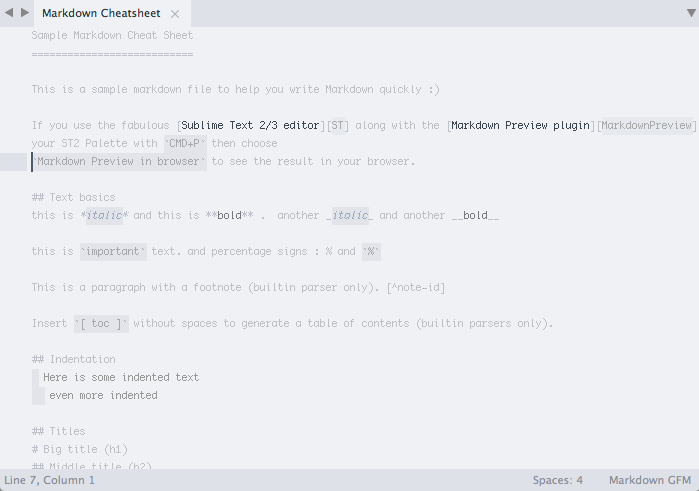 Markdown Cheatsheet
Sample Markdown Cheat Sheet
===========================
This is a sample markdown file to help you write Markdown quickly :)
If you use the fabulous [Sublime Text 2/3 editor][ST] along with the [Markdown Preview plugin][MarkdownPreview]
your ST2 Palette with `CMD+P` then choose
`Markdown Preview in browser` to see the result in your browser.
## Text basics
this is *italic* and this is **bold** . another _italic_ and another __bold__
this is `important` text. and percentage signs : % and `%`
This is a paragraph with a footnote (builtin parser only). [^note-id]
Insert `[ toc ]` without spaces to generate a table of contents (builtin parsers only).
## Indentation
Here is some indented text
even more indented
## Titles
# Big title (h1)
## Middle title (h2)
Line 7, Column 1
Spaces: 4
Markdown GFM